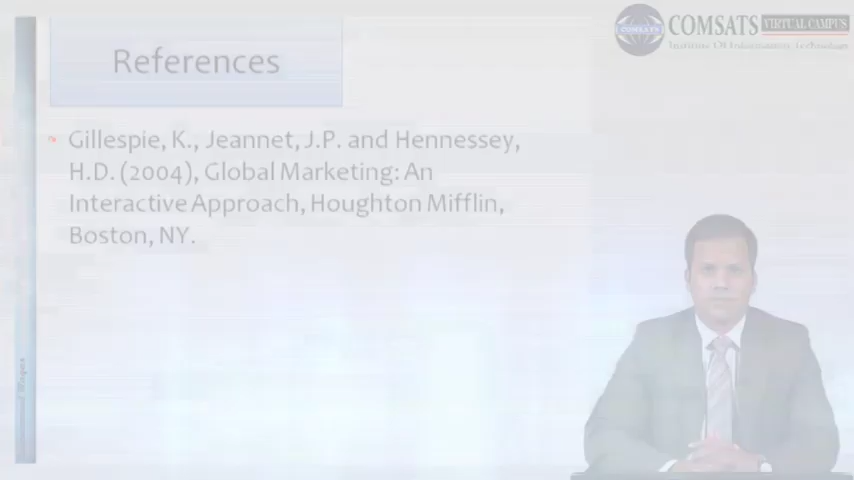 References
COMSATS VIRTUAL CAMPUS
Institute Of Information Technology
COMSATS
• Gillespie, K., Jeannet, J.P. and Hennessey,
H.D. (2004), Global Marketing: An
Interactive Approach, Houghton Mifflin,
Boston, NY.